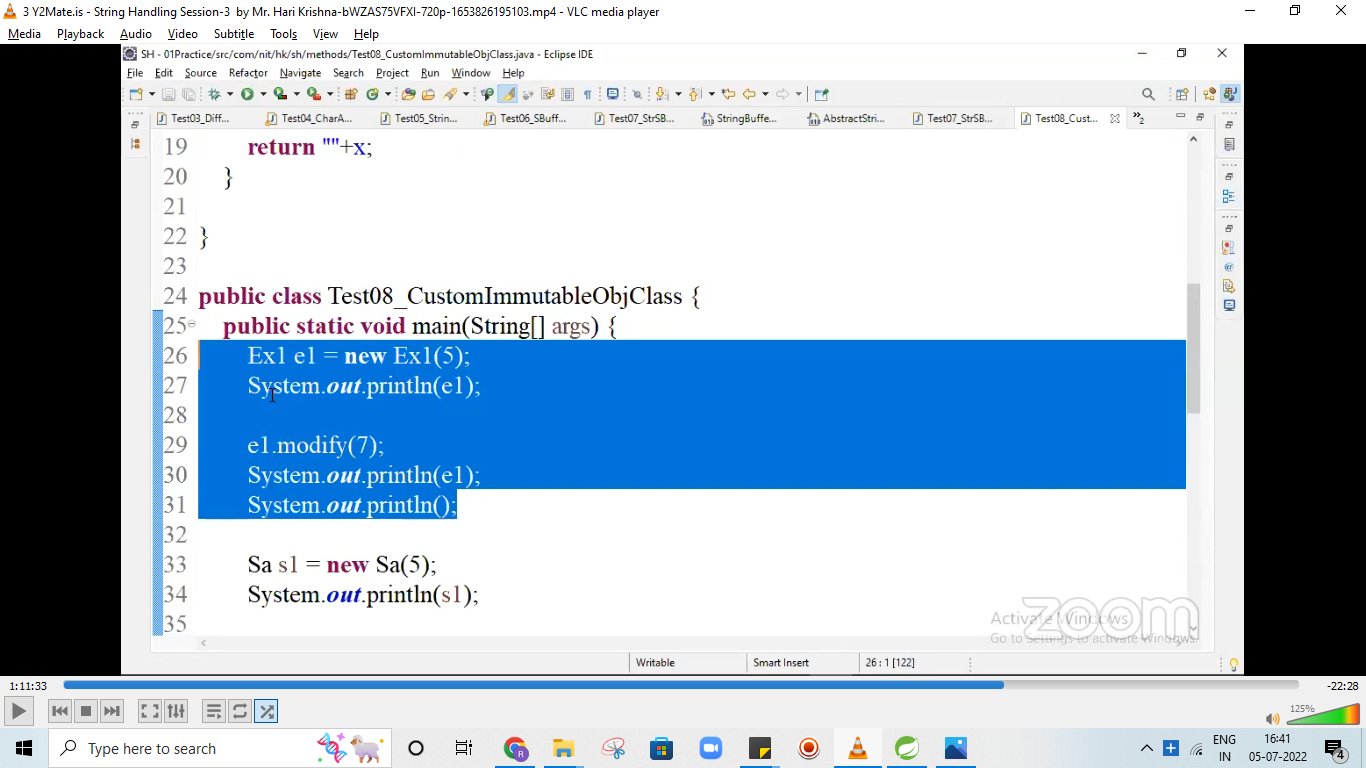 3 Y2Mate.is - String Handling Session-3 by Mr. Hari Krishna-bWZAS75VFXI-720p-1653826195103.mp4 - VLC media player
Media Playback Audio Video Subtitle Tools View Help
SH - 01Practice/src/com/nit/hk/sh/methods/Test08_CustomImmutableObjClass.java - Eclipse IDE
File Edit Source Refactor Navigate Search Project Run Window Help
Test03_Diff... Test04_CharA... Test05_Strin... Test06_SBuff... Test07_StrSB... StringBuffe... AbstractStri... Test07_StrSB... Test08_Cust... »2
19 return ""+x;
20 }
21
22 }
23
24 public class Test08_CustomImmutableObjClass {
25 public static void main(String[] args) {
26 Ex1 e1 = new Ex1(5);
27 System.out.println(e1);
28
29 e1.modify(7);
30 System.out.println(e1);
31 System.out.println();
32
33 Sa s1 = new Sa(5);
34 System.out.println(s1);
35
Activate Windows
Go to Settings to activate Windows.
zoom
Writable Smart Insert 26 : 1 [122]
1:11:33 -22:28
125%
Type here to search
ENG 16:41
IN 05-07-2022 4